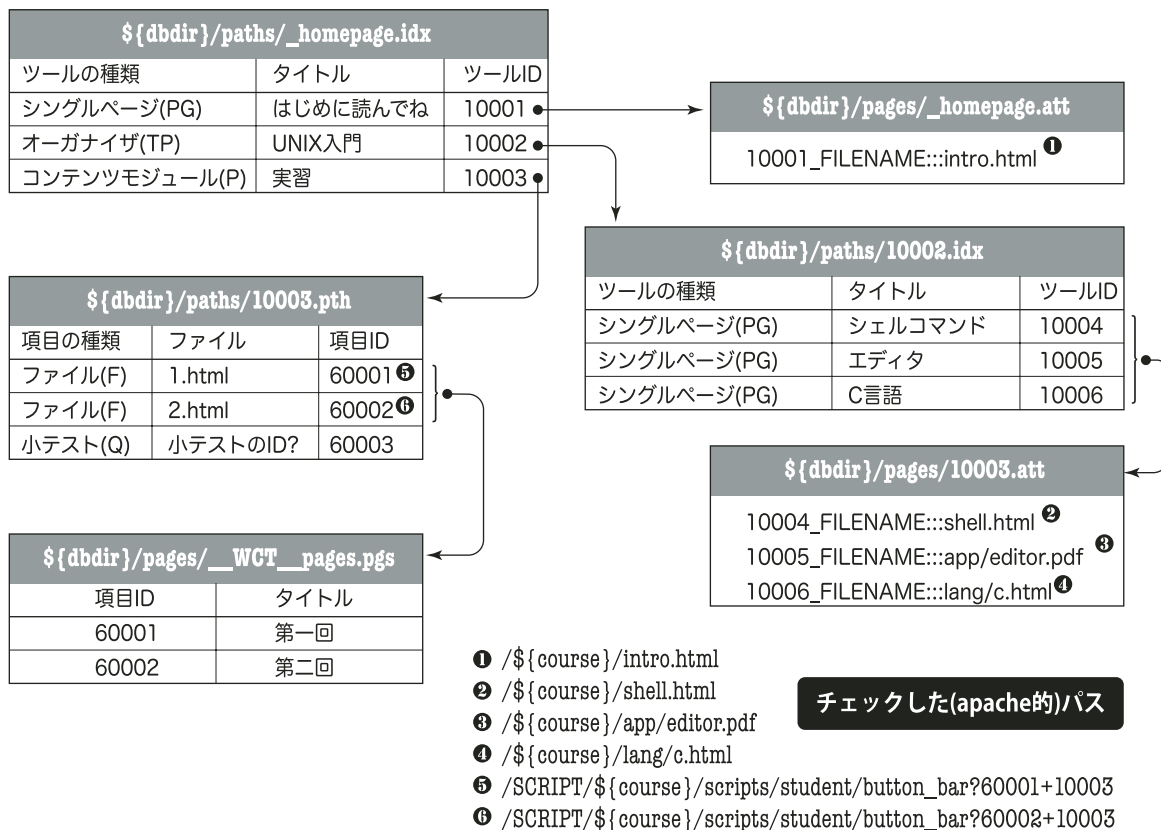 ${dbdir}/paths/_homepage.idx
ツールの種類 タイトル ツールID
シングルページ(PG) はじめに読んでね 10001
オーガナイザ(TP) UNIX入門 10002
コンテンツモジュール(P) 実習 10003
${dbdir}/pages/_homepage.att
10001_FILENAME:::intro.html ❶
${dbdir}/paths/10002.idx
ツールの種類 タイトル ツールID
シングルページ(PG) シェルコマンド 10004
シングルページ(PG) エディタ 10005
シングルページ(PG) C言語 10006
${dbdir}/paths/10003.pth
項目の種類 ファイル 項目ID
ファイル(F) 1.html 60001❺
ファイル(F) 2.html 60002❻
小テスト(Q) 小テストのID? 60003
${dbdir}/pages/10003.att
10004_FILENAME:::shell.html ❷
10005_FILENAME:::app/editor.pdf ❸
10006_FILENAME:::lang/c.html❹
${dbdir}/pages/__WCT__pages.pgs
項目ID タイトル
60001 第一回
60002 第二回
❶ /${course}/intro.html
❷ /${course}/shell.html
❸ /${course}/app/editor.pdf
❹ /${course}/lang/c.html
❺ /SCRIPT/${course}/scripts/student/button_bar?60001+10003
❻ /SCRIPT/${course}/scripts/student/button_bar?60002+10003
チェックした(apache的)パス